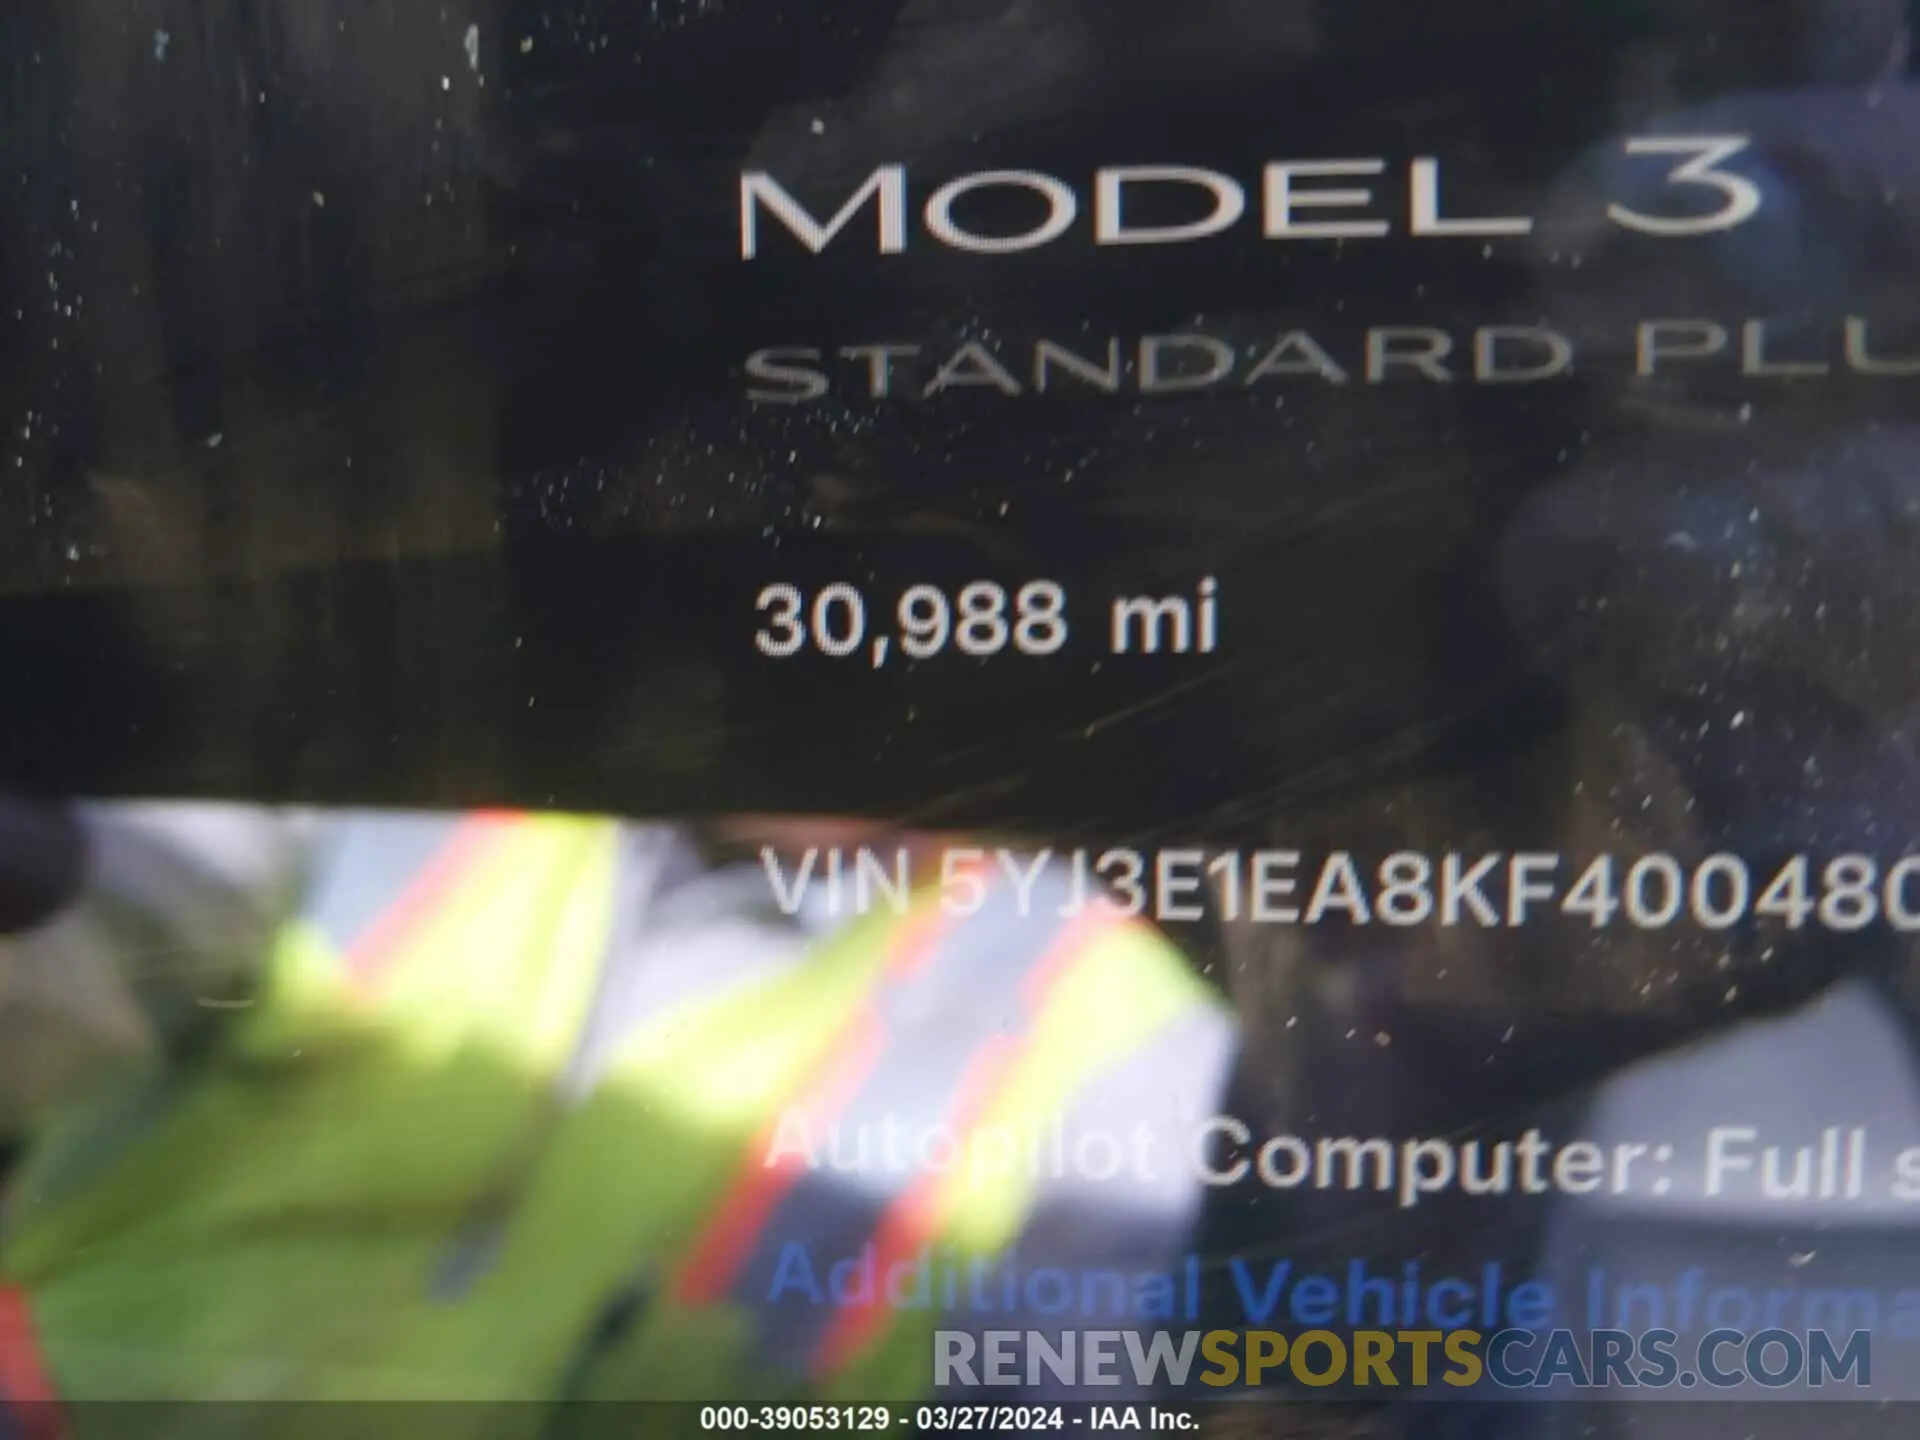 MODEL 3
STANDARD PLU
30,988 mi
VIN 5YJ3E1EA8KF400480
Autopilot Computer: Full s
Additional Vehicle Informa
RENEWSPORTSCARS.COM
000-39053129 - 03/27/2024 - IAA Inc.